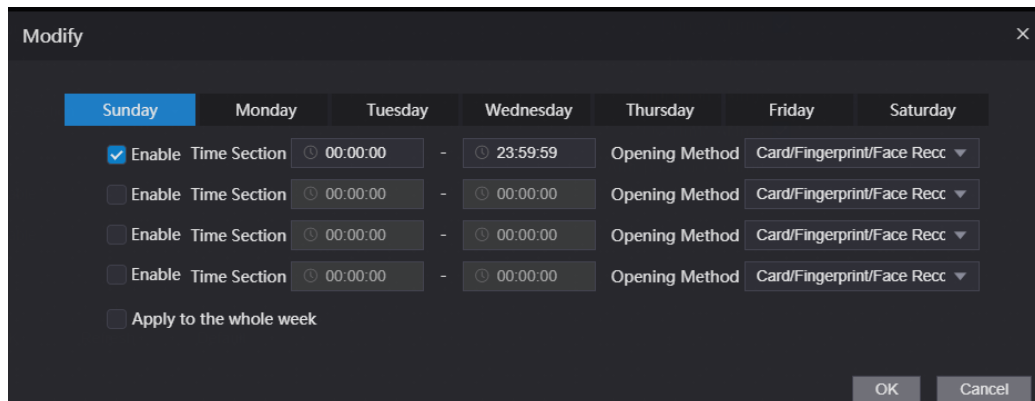 Modify
Sunday Monday Tuesday Wednesday Thursday Friday Saturday
Enable Time Section 00:00:00 - 23:59:59 Opening Method Card/Fingerprint/Face Recc
Enable Time Section 00:00:00 - 00:00:00 Opening Method Card/Fingerprint/Face Recc
Enable Time Section 00:00:00 - 00:00:00 Opening Method Card/Fingerprint/Face Recc
Enable Time Section 00:00:00 - 00:00:00 Opening Method Card/Fingerprint/Face Recc
Apply to the whole week
OK Cancel